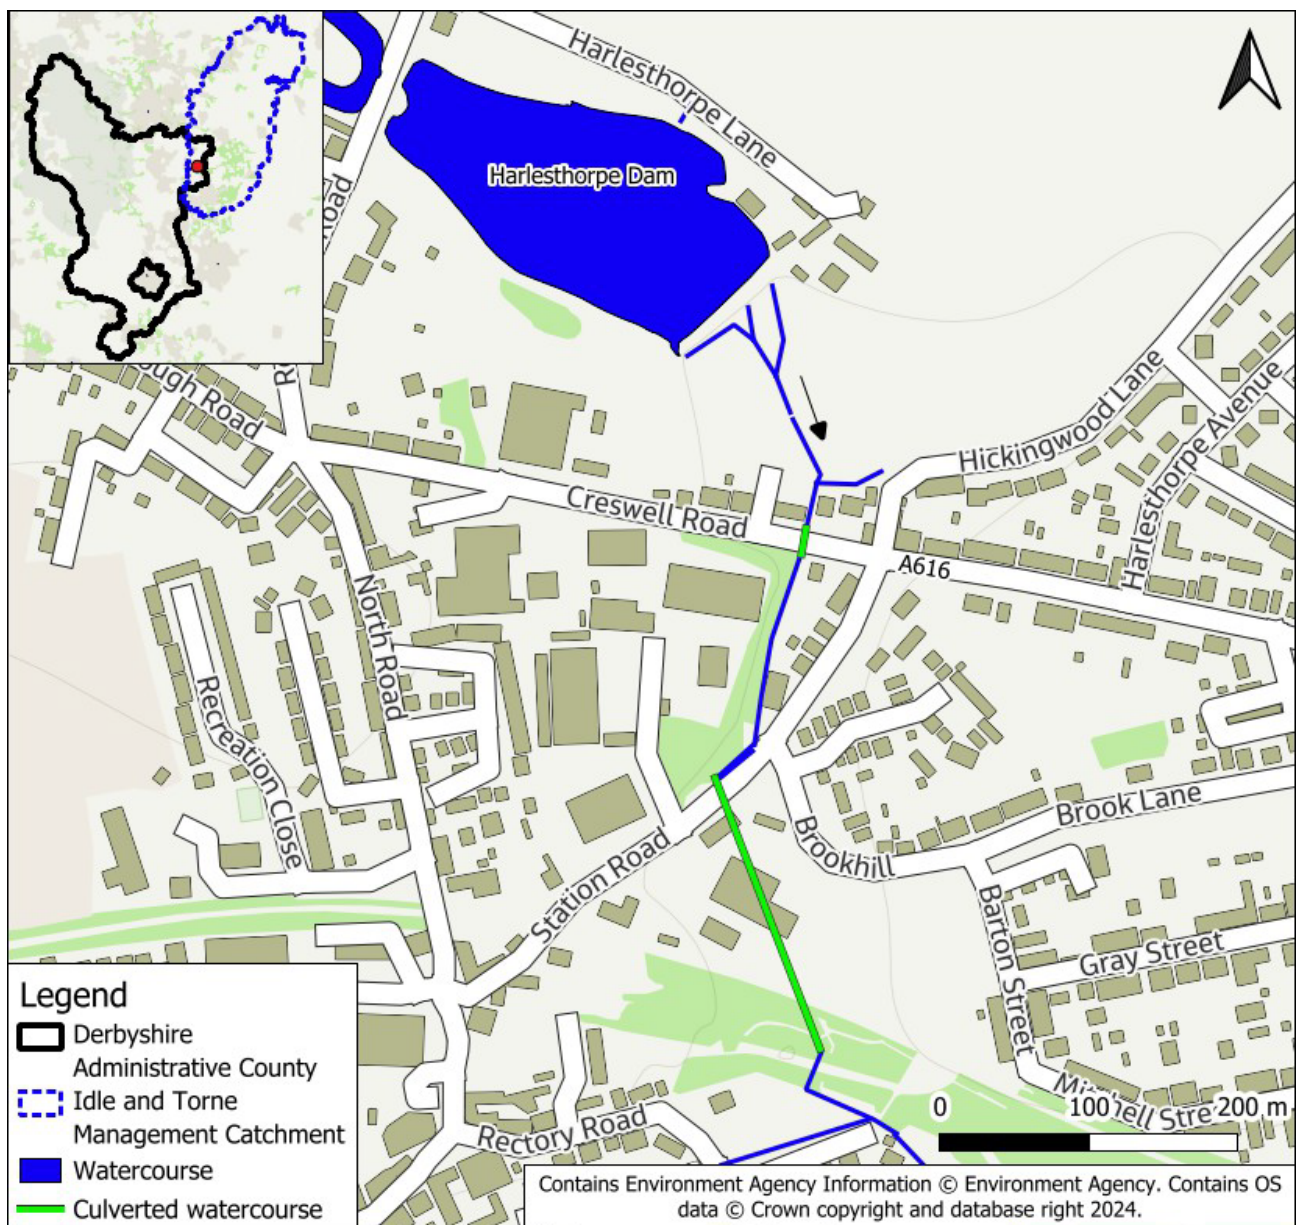 Harlesthorpe Lane
Harlesthorpe Dam
Road
ough Road
R
Hickingwood Lane
Harlesthorpe Avenue
Creswell Road
A616
North Road
Recreation Close
Station Road
Brookhill
Brook Lane
Barton Street
Gray Street
Mitchell Stre
Rectory Road
0 100 200 m
Legend
Derbyshire
Administrative County
Idle and Torne
Management Catchment
Watercourse
Culverted watercourse
Contains Environment Agency Information © Environment Agency. Contains OS
data © Crown copyright and database right 2024.